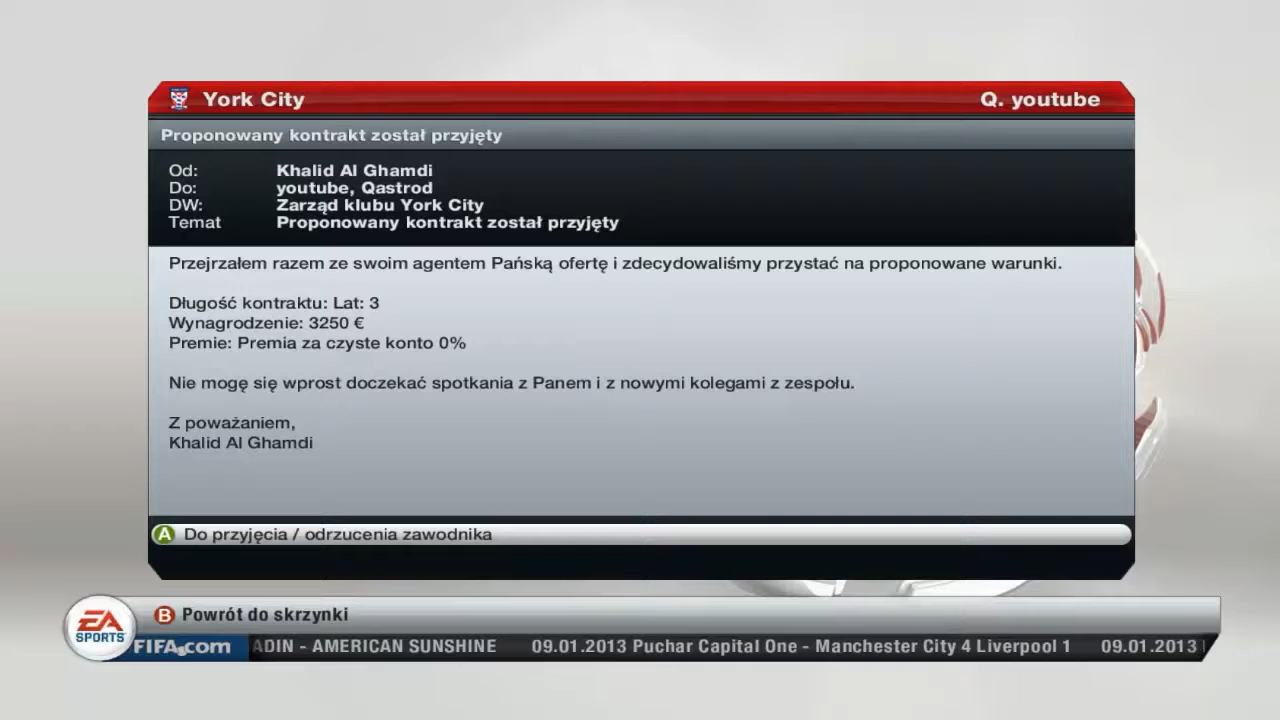 York City
Q. youtube
Proponowany kontrakt został przyjęty
Od: Khalid Al Ghamdi
Do: youtube, Qastrod
DW: Zarząd klubu York City
Temat Proponowany kontrakt został przyjęty
Przejrzałem razem ze swoim agentem Pańską ofertę i zdecydowaliśmy przystać na proponowane warunki.
Długość kontraktu: Lat: 3
Wynagrodzenie: 3250 €
Premie: Premia za czyste konto 0%
Nie mogę się wprost doczekać spotkania z Panem i z nowymi kolegami z zespołu.
Z poważaniem,
Khalid Al Ghamdi
A Do przyjęcia / odrzucenia zawodnika
B Powrót do skrzynki
EA SPORTS
FIFA.com
ADIN - AMERICAN SUNSHINE 09.01.2013 Puchar Capital One - Manchester City 4 Liverpool 1 09.01.2013